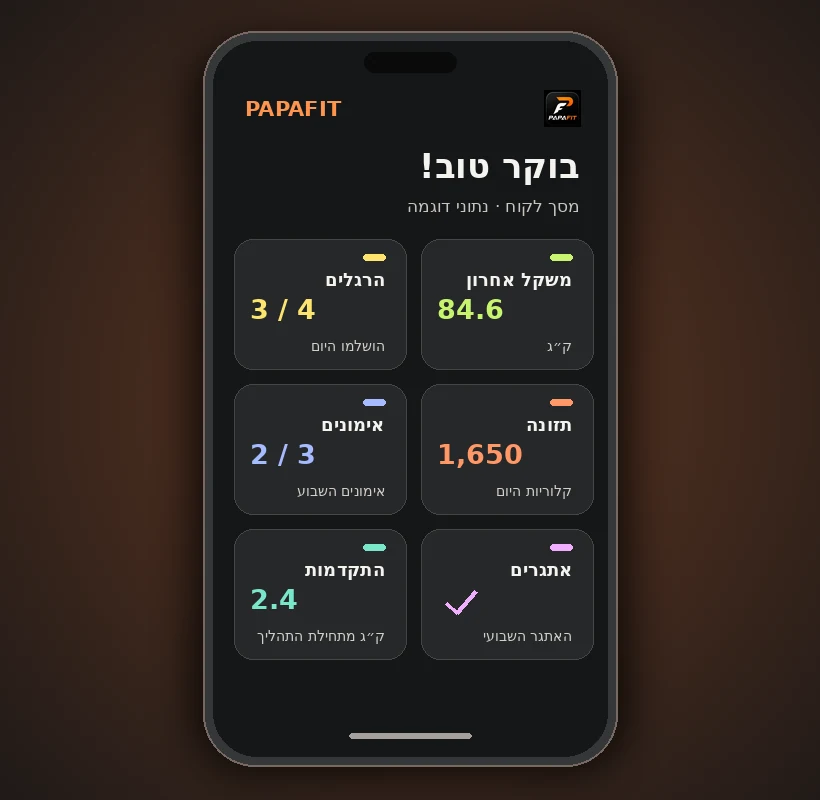 PAPAFIT
PAPAFIT
בוקר טוב!
מסך לקוח · נתוני דוגמה
משקל אחרון
84.6
ק״ג
הרגלים
3 / 4
הושלמו היום
תזונה
1,650
קלוריות היום
אימונים
2 / 3
אימונים השבוע
אתגרים
האתגר השבועי
התקדמות
2.4
ק״ג מתחילת התהליך